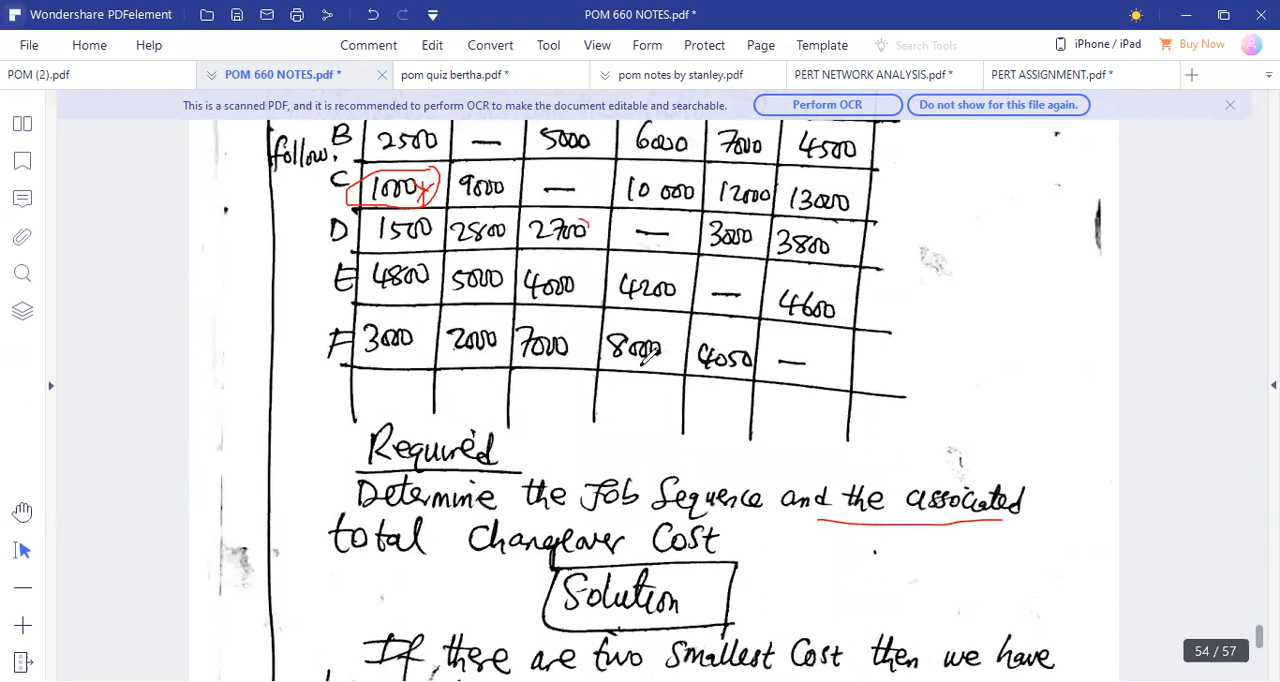 Wondershare PDFelement
POM 660 NOTES.pdf *
File Home Help Comment Edit Convert Tool View Form Protect Page Template Search Tools iPhone / iPad Buy Now
POM (2).pdf POM 660 NOTES.pdf * pom quiz bertha.pdf * pom notes by stanley.pdf PERT NETWORK ANALYSIS.pdf * PERT ASSIGNMENT.pdf *
This is a scanned PDF, and it is recommended to perform OCR to make the document editable and searchable. Perform OCR Do not show for this file again.
follow. B 2500 — 5000 6000 7000 4500
C 1000 9000 — 10 000 12000 13000
D 1500 2800 2700 — 3000 3800
E 4800 5000 4000 4200 — 4600
F 3000 2000 7000 8000 4050 —
Required
Determine the Job Sequence and the associated
total Changeover Cost
Solution
If there are two smallest Cost then we have
54 / 57